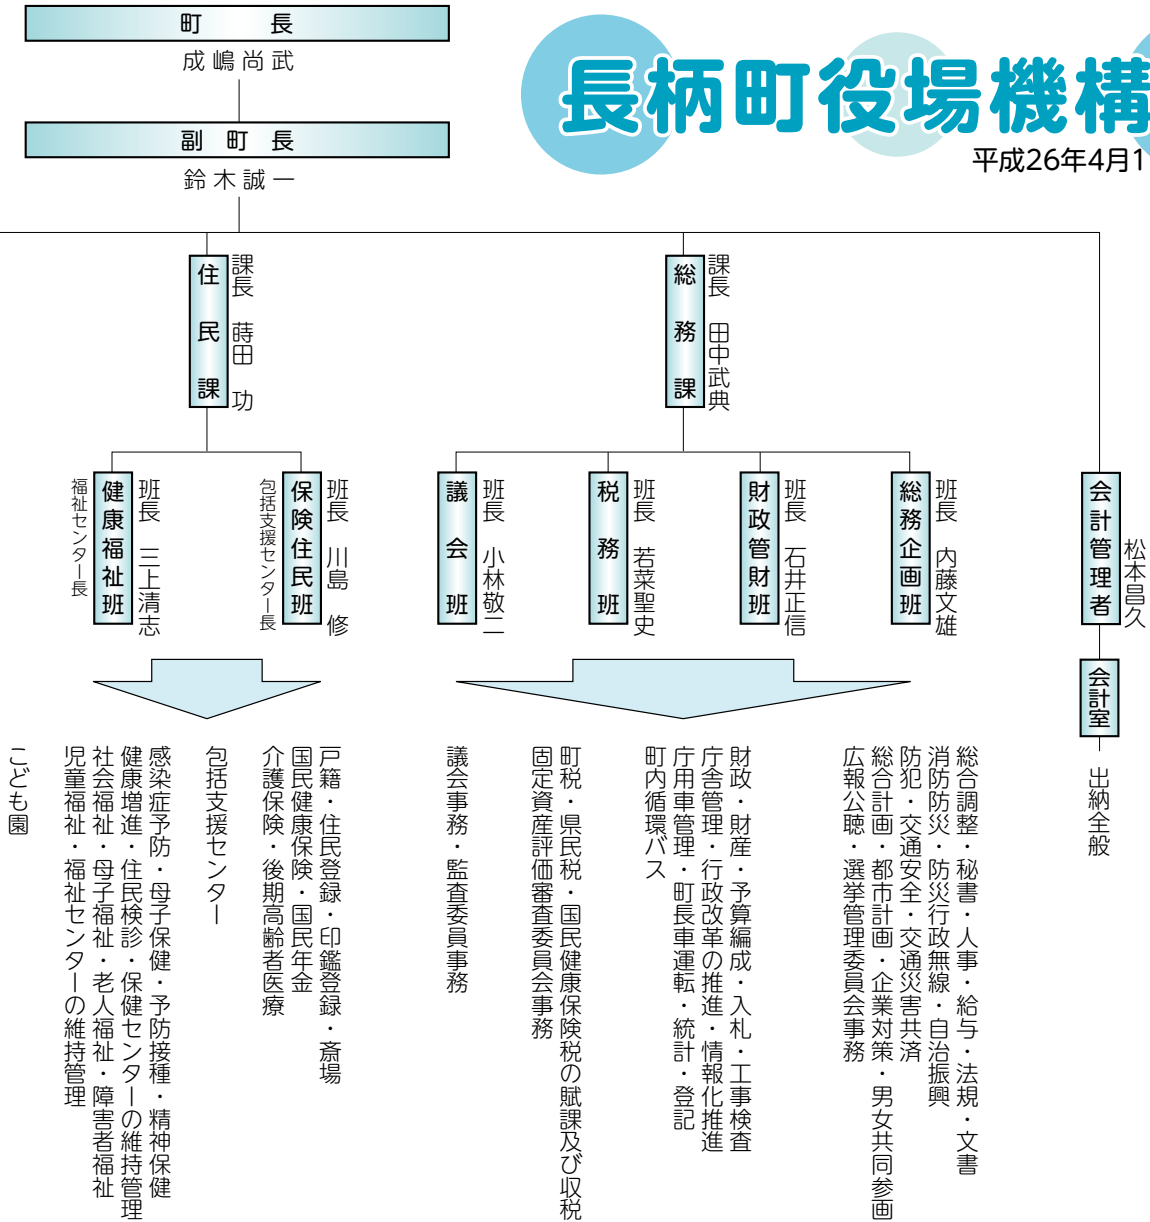 長柄町役場機構
平成26年4月1
町長
成嶋尚武
副町長
鈴木誠一
会計管理者
松本昌久
会計室
出納全般
総務課
課長 田中武典
総務企画班
班長 内藤文雄
財政管財班
班長 石井正信
税務班
班長 若菜聖史
議会班
班長 小林敬二
総合調整・秘書・人事・給与・法規・文書
消防防災・防災行政無線・自治振興
防犯・交通安全・交通災害共済
総合計画・都市計画・企業対策・男女共同参画
広報公聴・選挙管理委員会事務
財政・財産・予算編成・入札・工事検査
庁舎管理・行政改革の推進・情報化推進
庁用車管理・町長車運転・統計・登記
町内循環バス
町税・県民税・国民健康保険税の賦課及び収税
固定資産評価審査委員会事務
議会事務・監査委員事務
住民課
課長 蒔田 功
保険住民班
班長 川島 修
包括支援センター長
健康福祉班
班長 三上清志
福祉センター長
戸籍・住民登録・印鑑登録・斎場
国民健康保険・国民年金
介護保険・後期高齢者医療
包括支援センター
感染症予防・母子保健・予防接種・精神保健
健康増進・住民検診・保健センターの維持管理
社会福祉・母子福祉・老人福祉・障害者福祉
児童福祉・福祉センターの維持管理
こども園